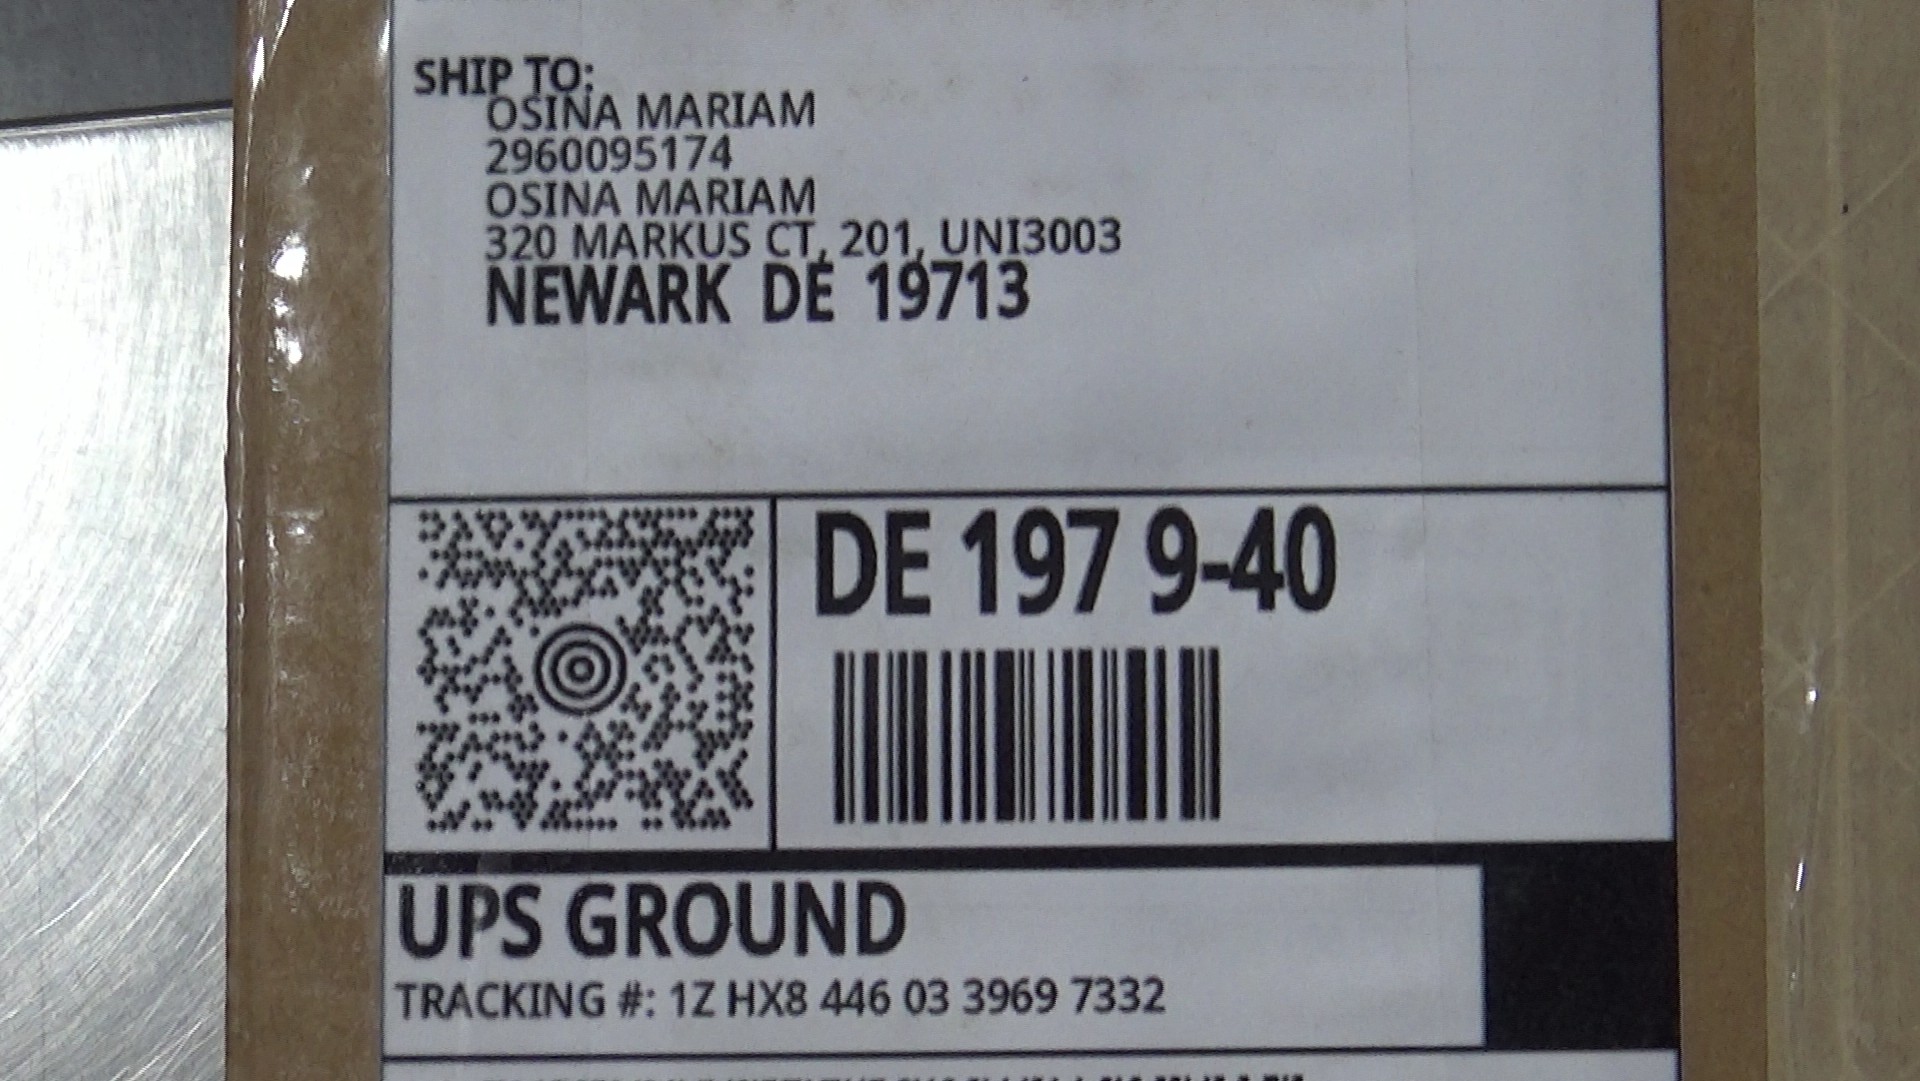 SHIP TO:
OSINA MARIAM
2960095174
OSINA MARIAM
320 MARKUS CT, 201, UNI3003
NEWARK DE 19713
DE 197 9-40
UPS GROUND
TRACKING #: 1Z HX8 446 03 3969 7332